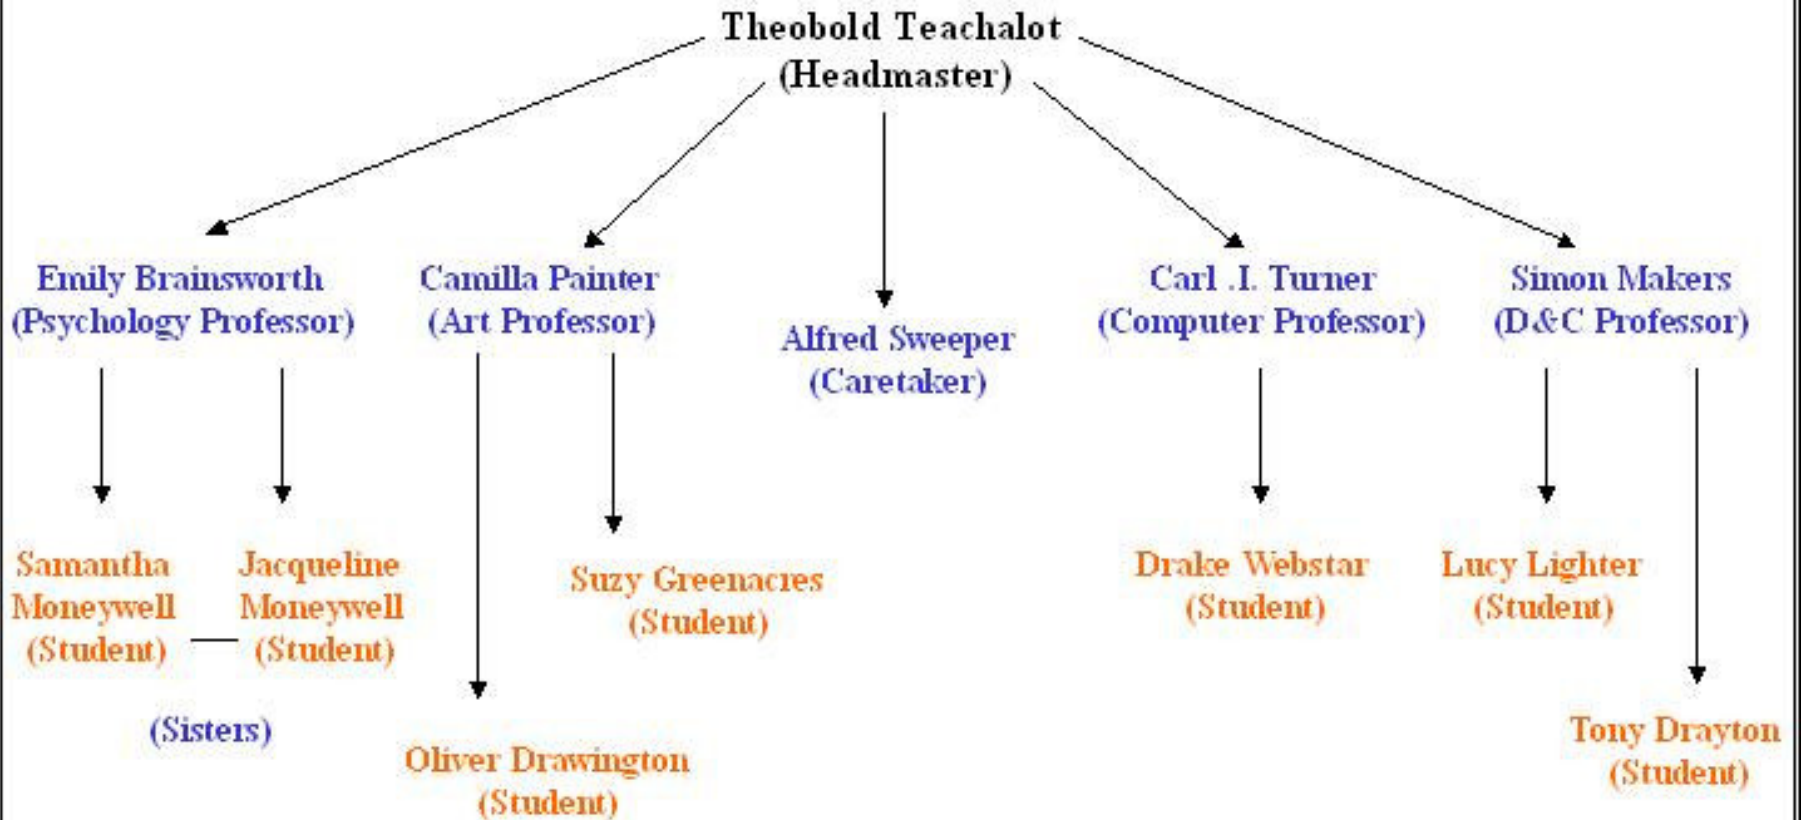 Theobold Teachalot
(Headmaster)
Emily Brainsworth
(Psychology Professor)
Camilla Painter
(Art Professor)
Alfred Sweeper
(Caretaker)
Carl .I. Turner
(Computer Professor)
Simon Makers
(D&C Professor)
Samantha
Moneywell
(Student)
Jacqueline
Moneywell
(Student)
(Sisters)
Suzy Greenacres
(Student)
Oliver Drawington
(Student)
Drake Webstar
(Student)
Lucy Lighter
(Student)
Tony Drayton
(Student)